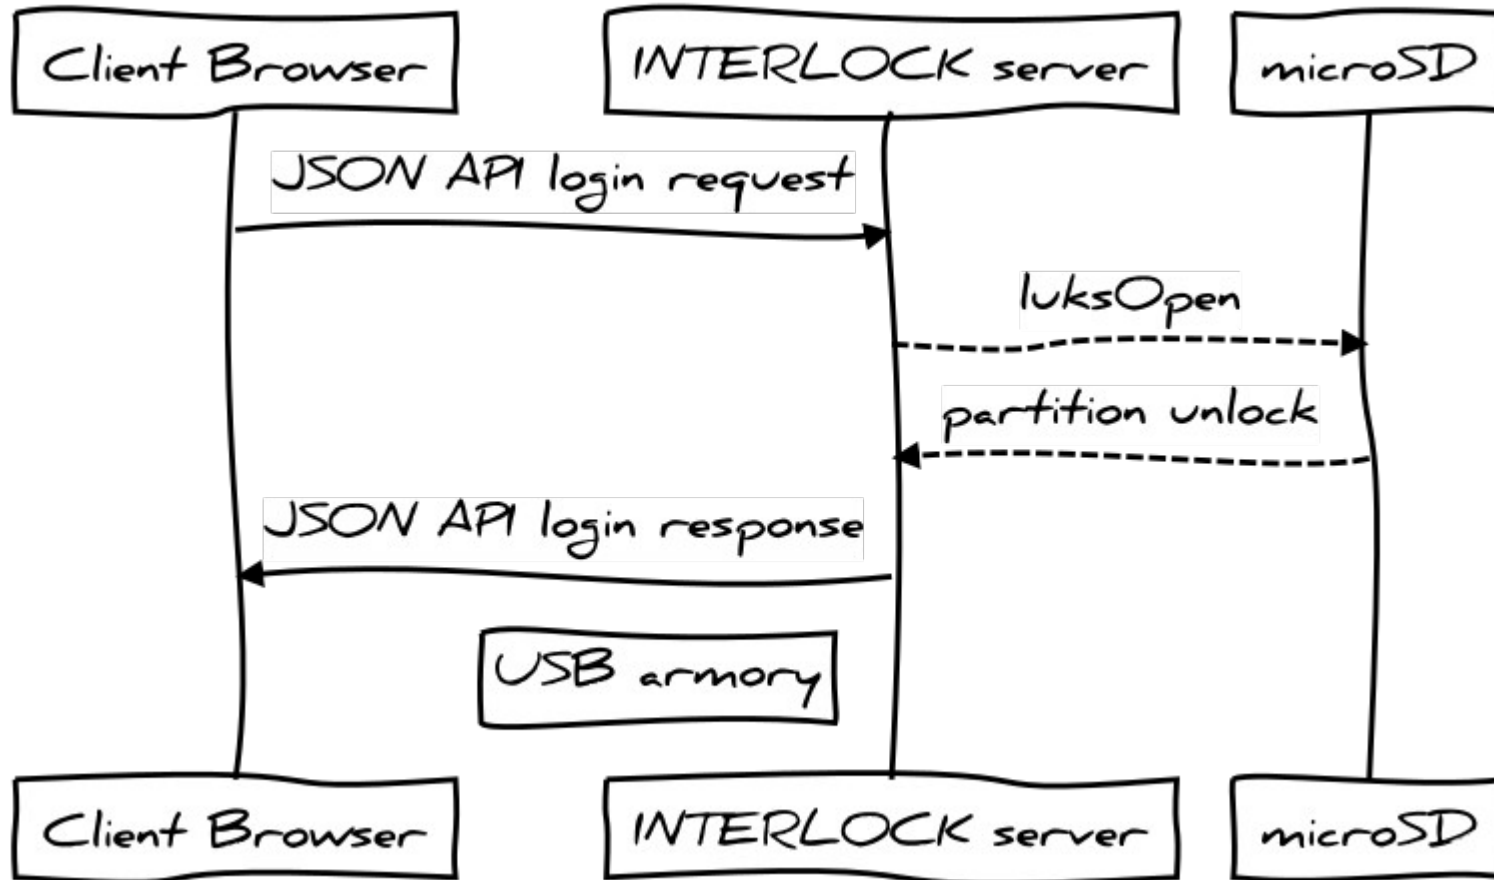 Client Browser
INTERLOCK server
microSD
JSON API login request
luksOpen
partition unlock
JSON API login response
USB armory
Client Browser
INTERLOCK server
microSD